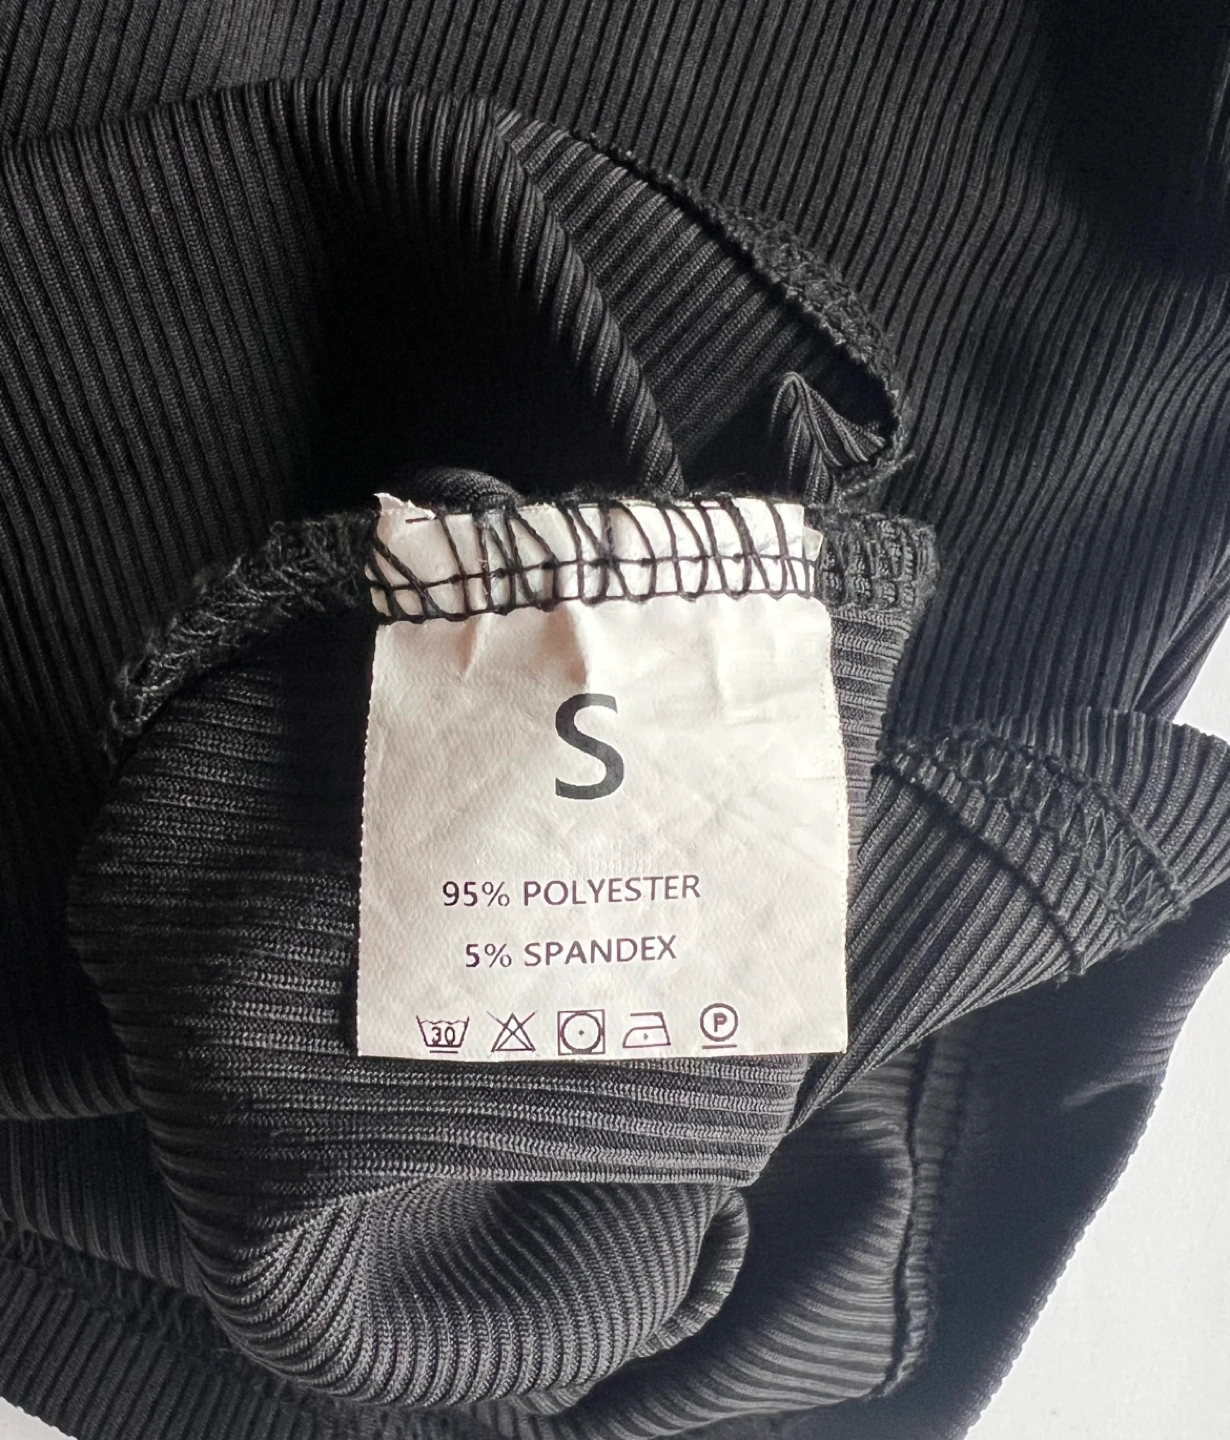 S
95% POLYESTER
5% SPANDEX
30 P